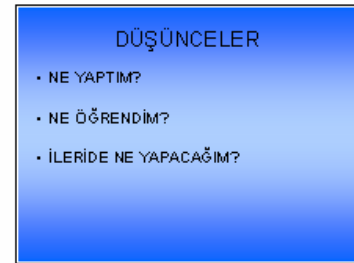 DÜŞÜNCELER
• NE YAPTIM?
• NE ÖĞRENDİM?
• İLERİDE NE YAPACAĞIM?